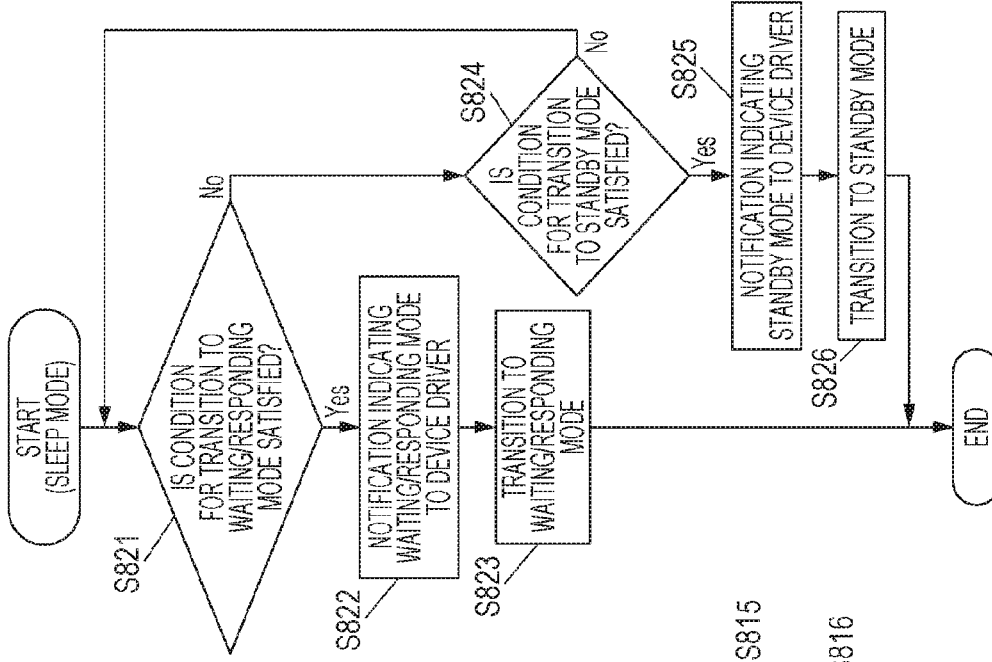 START
(SLEEP MODE)
S821
IS CONDITION
FOR TRANSITION TO
WAITING/RESPONDING
MODE SATISFIED?
No
Yes
S822
NOTIFICATION INDICATING
WAITING/RESPONDING MODE
TO DEVICE DRIVER
S823
TRANSITION TO
WAITING/RESPONDING
MODE
S824
IS
CONDITION
FOR TRANSITION
TO STANDBY MODE
SATISFIED?
No
Yes
S825
NOTIFICATION INDICATING
STANDBY MODE TO DEVICE DRIVER
S826
TRANSITION TO STANDBY MODE
END
S815
S816